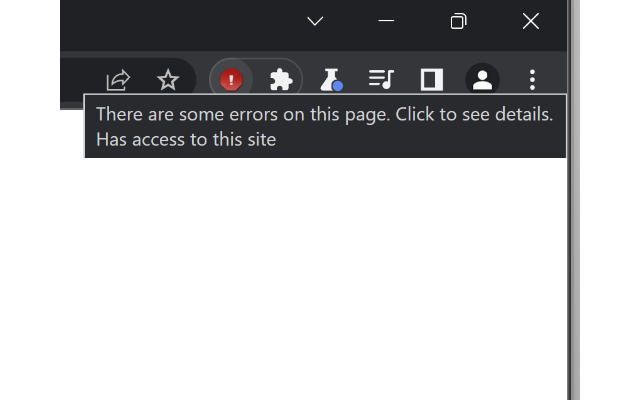 There are some errors on this page. Click to see details.
Has access to this site